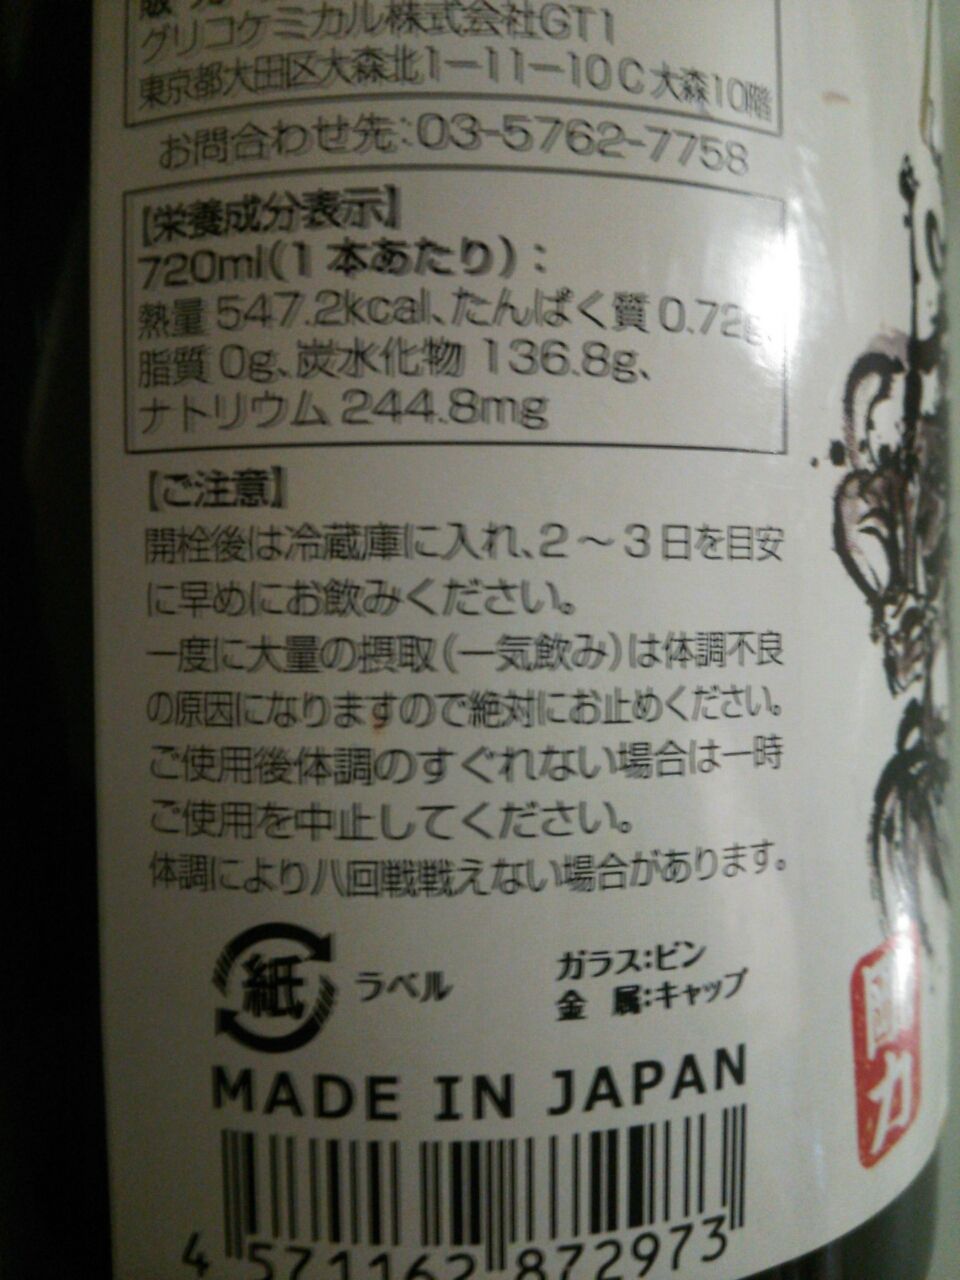 グリコケミカル株式会社GT1
東京都大田区大森北1ー11ー10C大森10階
お問合わせ先:03-5762-7758
【栄養成分表示】
720ml(1本あたり):
熱量 547.2kcal、たんぱく質 0.72g、
脂質 0g、炭水化物 136.8g、
ナトリウム 244.8mg
【ご注意】
開栓後は冷蔵庫に入れ、2～3日を目安
に早めにお飲みください。
一度に大量の摂取(一気飲み)は体調不良
の原因になりますので絶対にお止めください。
ご使用後体調のすぐれない場合は一時
ご使用を中止してください。
体調により八回戦戦えない場合があります。
紙 ラベル
ガラス:ビン
金 属:キャップ
MADE IN JAPAN
4 571162 872973
力